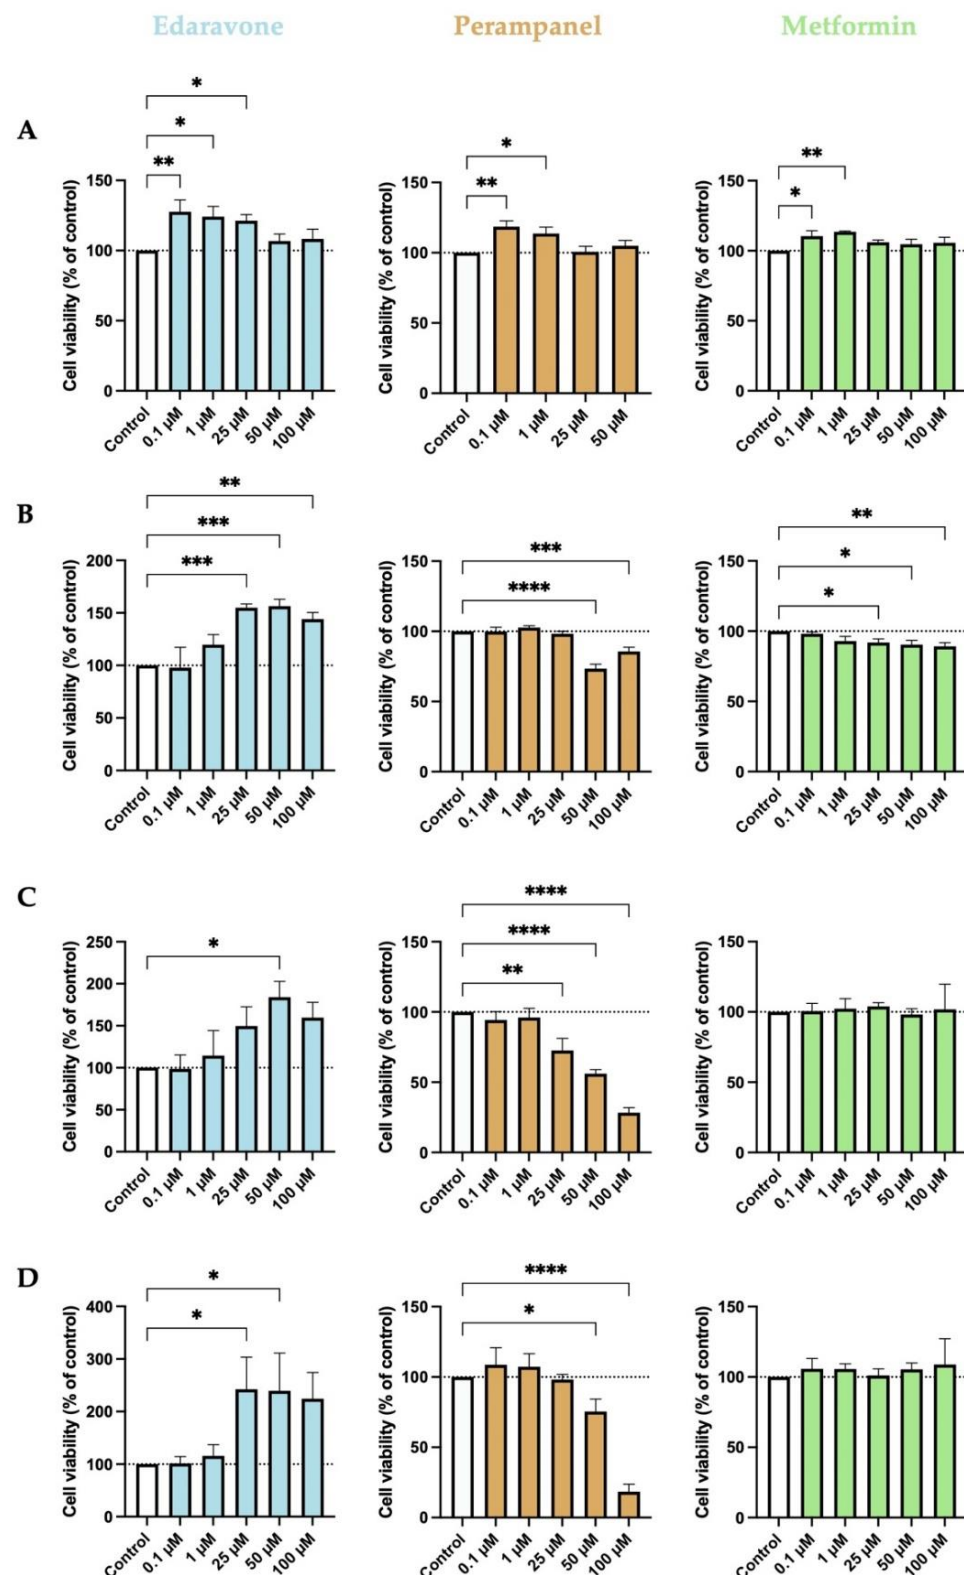 Edaravone Perampanel Metformin
A
* * **
Cell viability (% of control)
150
100
50
0
Control 0.1 µM 1 µM 25 µM 50 µM 100 µM
* **
Cell viability (% of control)
150
100
50
0
Control 0.1 µM 1 µM 25 µM 50 µM
** *
Cell viability (% of control)
150
100
50
0
Control 0.1 µM 1 µM 25 µM 50 µM 100 µM
B
** *** ***
Cell viability (% of control)
200
150
100
50
0
Control 0.1 µM 1 µM 25 µM 50 µM 100 µM
*** ****
Cell viability (% of control)
150
100
50
0
Control 0.1 µM 1 µM 25 µM 50 µM 100 µM
** * *
Cell viability (% of control)
150
100
50
0
Control 0.1 µM 1 µM 25 µM 50 µM 100 µM
C
*
Cell viability (% of control)
250
200
150
100
50
0
Control 0.1 µM 1 µM 25 µM 50 µM 100 µM
**** **** **
Cell viability (% of control)
150
100
50
0
Control 0.1 µM 1 µM 25 µM 50 µM 100 µM
Cell viability (% of control)
150
100
50
0
Control 0.1 µM 1 µM 25 µM 50 µM 100 µM
D
* *
Cell viability (% of control)
400
300
200
100
0
Control 0.1 µM 1 µM 25 µM 50 µM 100 µM
**** *
Cell viability (% of control)
150
100
50
0
Control 0.1 µM 1 µM 25 µM 50 µM 100 µM
Cell viability (% of control)
150
100
50
0
Control 0.1 µM 1 µM 25 µM 50 µM 100 µM